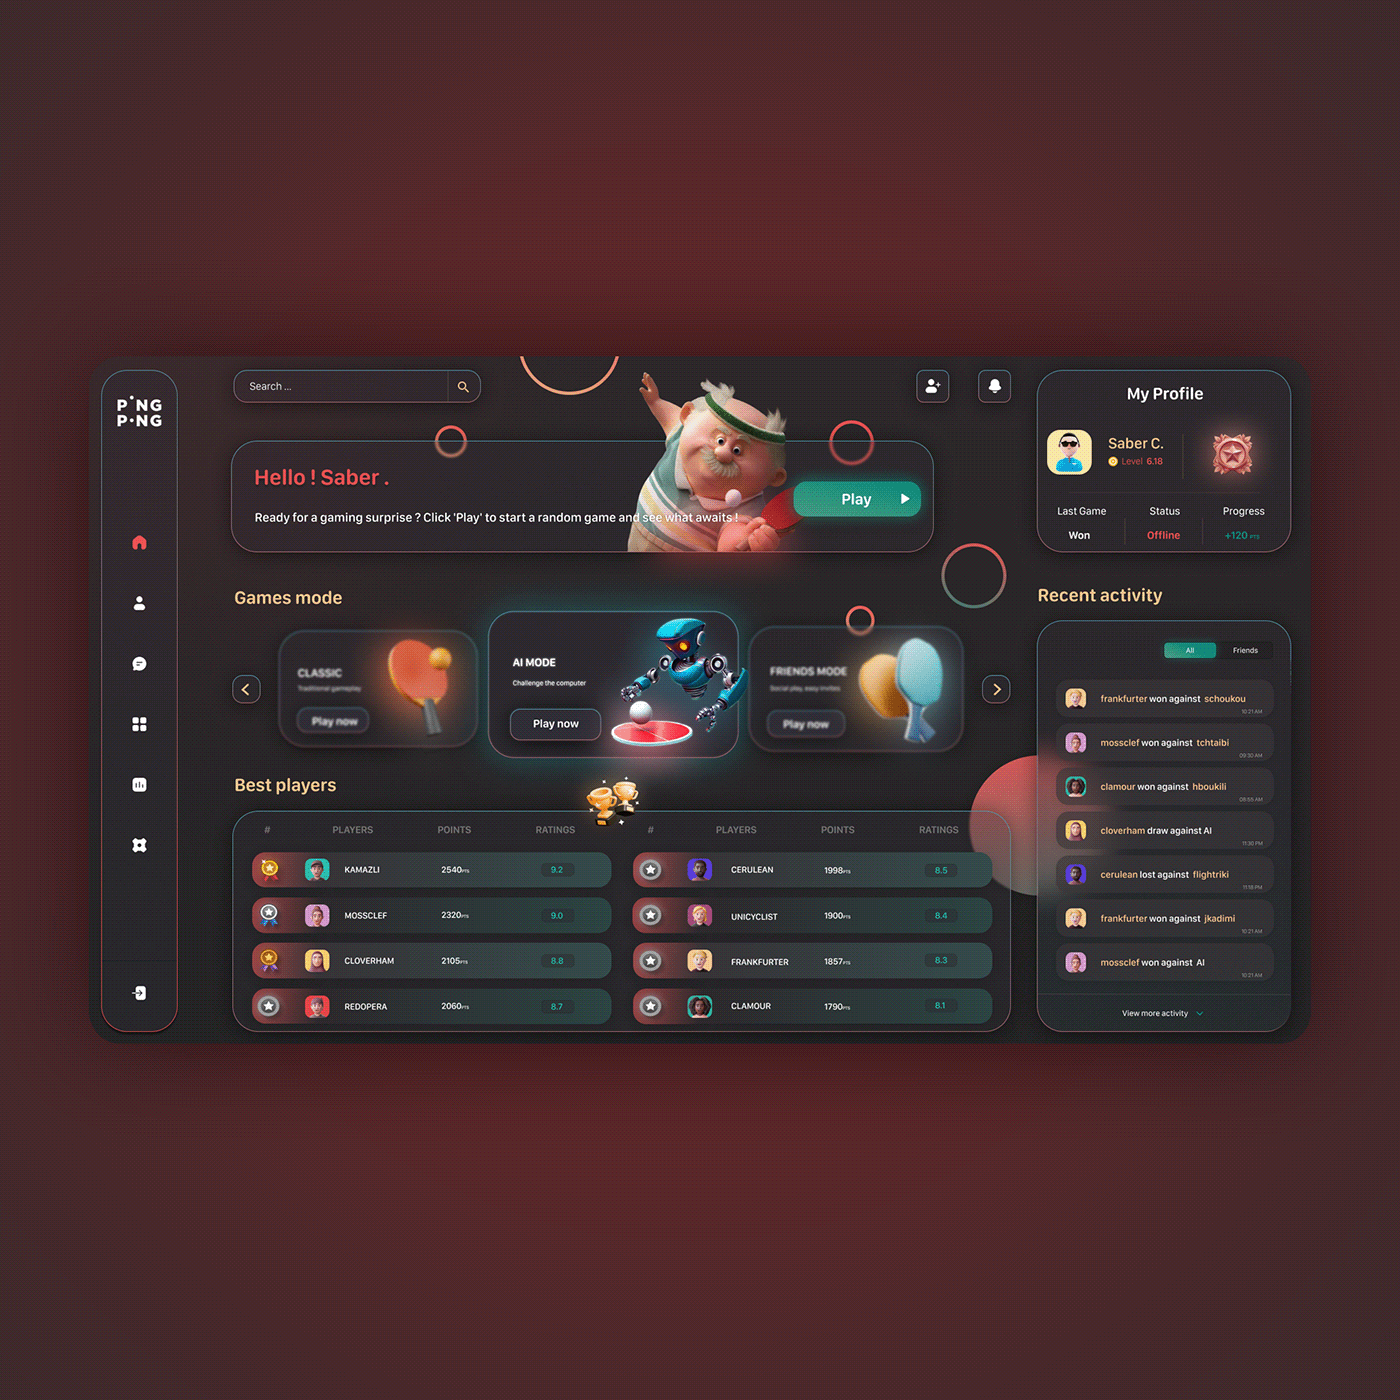 PING
PONG
Search ...
Hello ! Saber .
Ready for a gaming surprise ? Click 'Play' to start a random game and see what awaits !
Play
My Profile
Saber C.
Level 6.18
Last Game Status Progress
Won Offline +120 PTS
Games mode
CLASSIC
Traditional gameplay
Play now
AI MODE
Challenge the computer
Play now
FRIENDS MODE
Social play, easy invites
Play now
Best players
# PLAYERS POINTS RATINGS # PLAYERS POINTS RATINGS
KAMAZLI 2540PTS 9.2 CERULEAN 1998PTS 8.5
MOSSCLEF 2320PTS 9.0 UNICYCLIST 1900PTS 8.4
CLOVERHAM 2105PTS 8.8 FRANKFURTER 1857PTS 8.3
REDOPERA 2060PTS 8.7 CLAMOUR 1790PTS 8.1
Recent activity
All Friends
frankfurter won against schoukou
10:21 AM
mossclef won against tchtaibi
09:30 AM
clamour won against hboukili
08:55 AM
cloverham draw against AI
11:30 PM
cerulean lost against flightriki
11:18 PM
frankfurter won against jkadimi
10:21 AM
mossclef won against AI
10:21 AM
View more activity